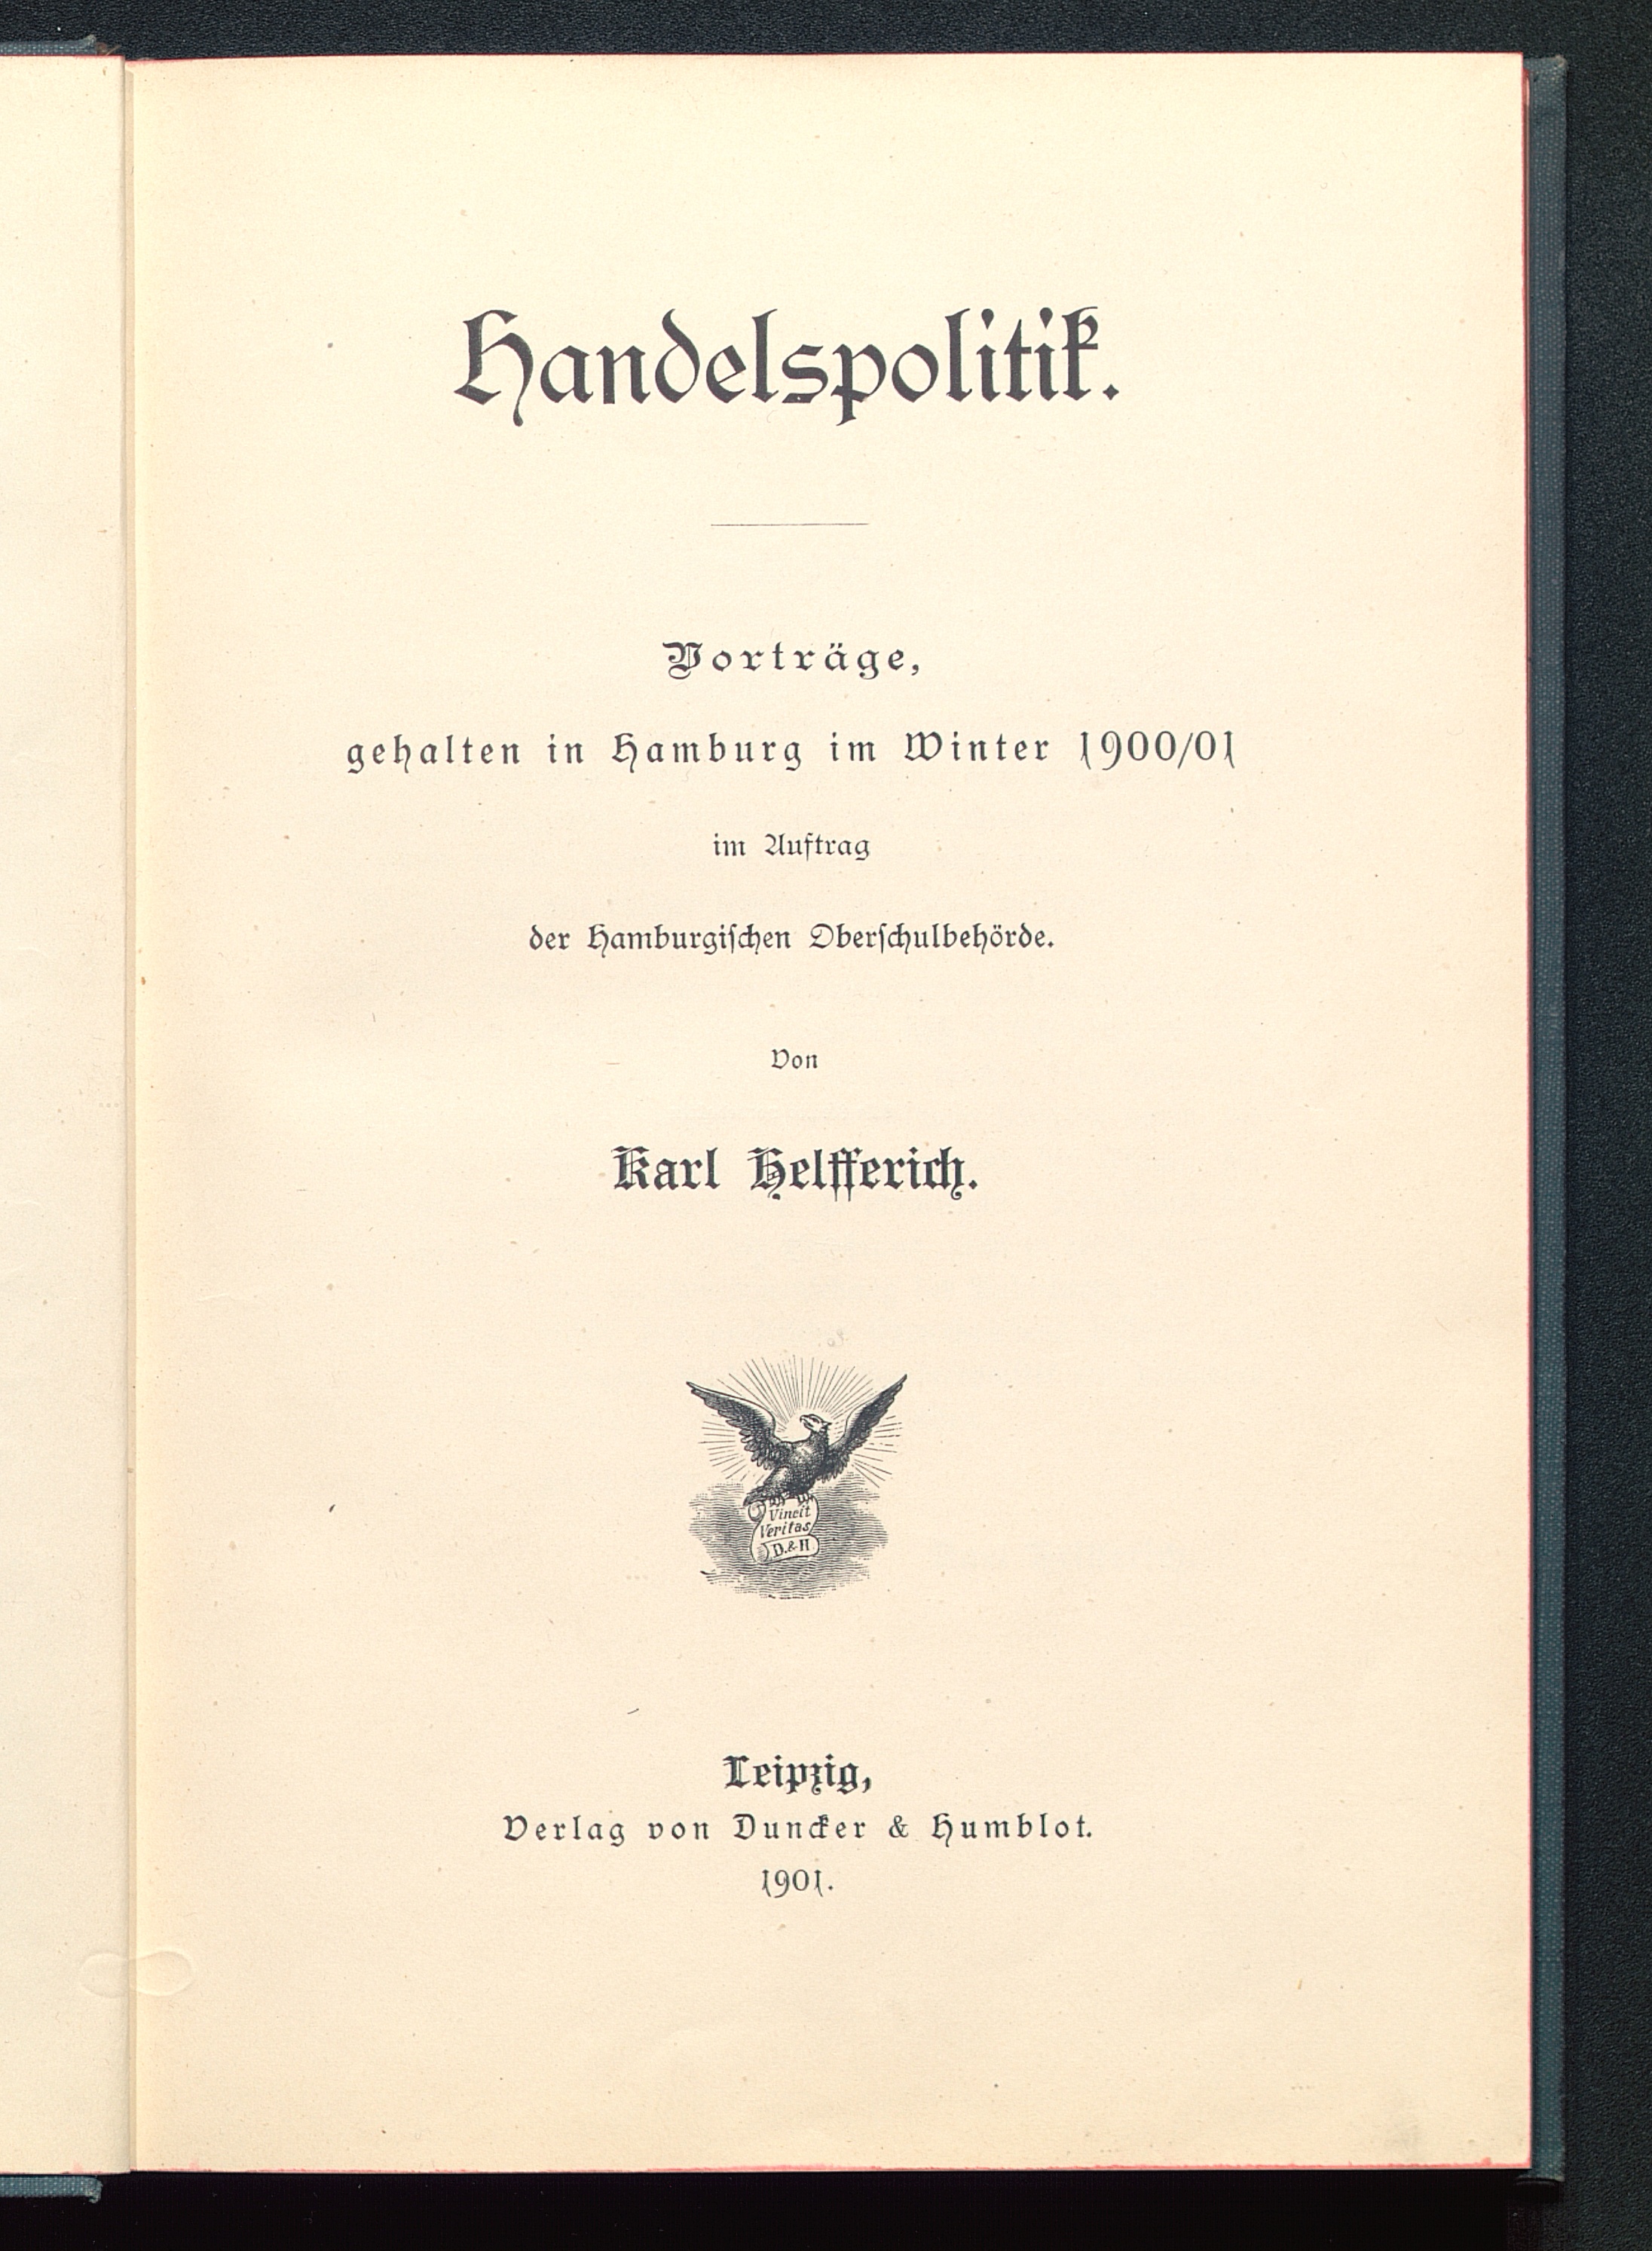 Handelspolitik.
Vorträge,
gehalten in Hamburg im Winter 1900/01
im Auftrag
der Hamburgischen Oberschulbehörde.
Von
Karl Helfferich.
Vincit
Veritas
D.&H
Leipzig,
Verlag von Duncker & Humblot.
1901.